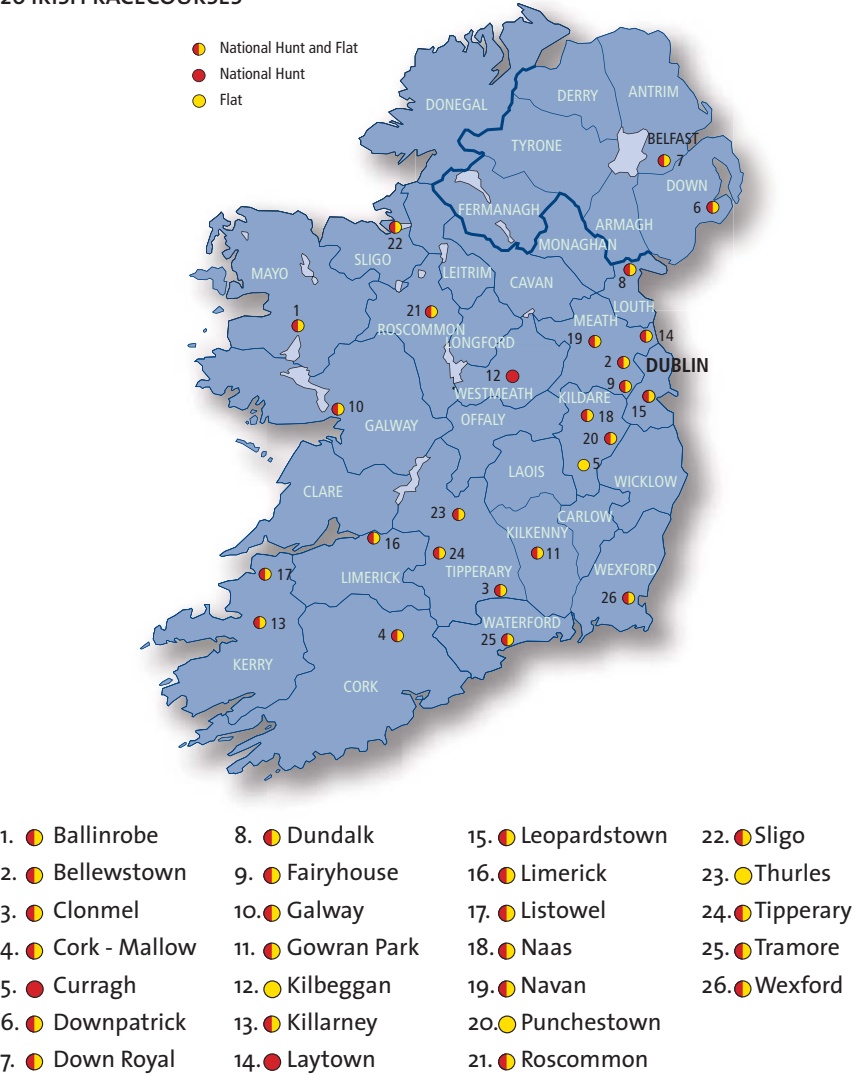 26 IRISH RACECOURSES
National Hunt and Flat
National Hunt
Flat
DONEGAL
DERRY
ANTRIM
TYRONE
BELFAST
7
DOWN
6
FERMANAGH
ARMAGH
MONAGHAN
22
SLIGO
LEITRIM
CAVAN
8
MAYO
LOUTH
1
21
ROSCOMMON
LONGFORD
MEATH
19
14
2
DUBLIN
12
WESTMEATH
9
KILDARE
15
10
GALWAY
OFFALY
18
20
5
LAOIS
WICKLOW
CLARE
23
CARLOW
KILKENNY
16
24
11
17
LIMERICK
TIPPERARY
WEXFORD
3
26
13
4
WATERFORD
25
KERRY
CORK
1. Ballinrobe
2. Bellewstown
3. Clonmel
4. Cork - Mallow
5. Curragh
6. Downpatrick
7. Down Royal
8. Dundalk
9. Fairyhouse
10. Galway
11. Gowran Park
12. Kilbeggan
13. Killarney
14. Laytown
15. Leopardstown
16. Limerick
17. Listowel
18. Naas
19. Navan
20. Punchestown
21. Roscommon
22. Sligo
23. Thurles
24. Tipperary
25. Tramore
26. Wexford